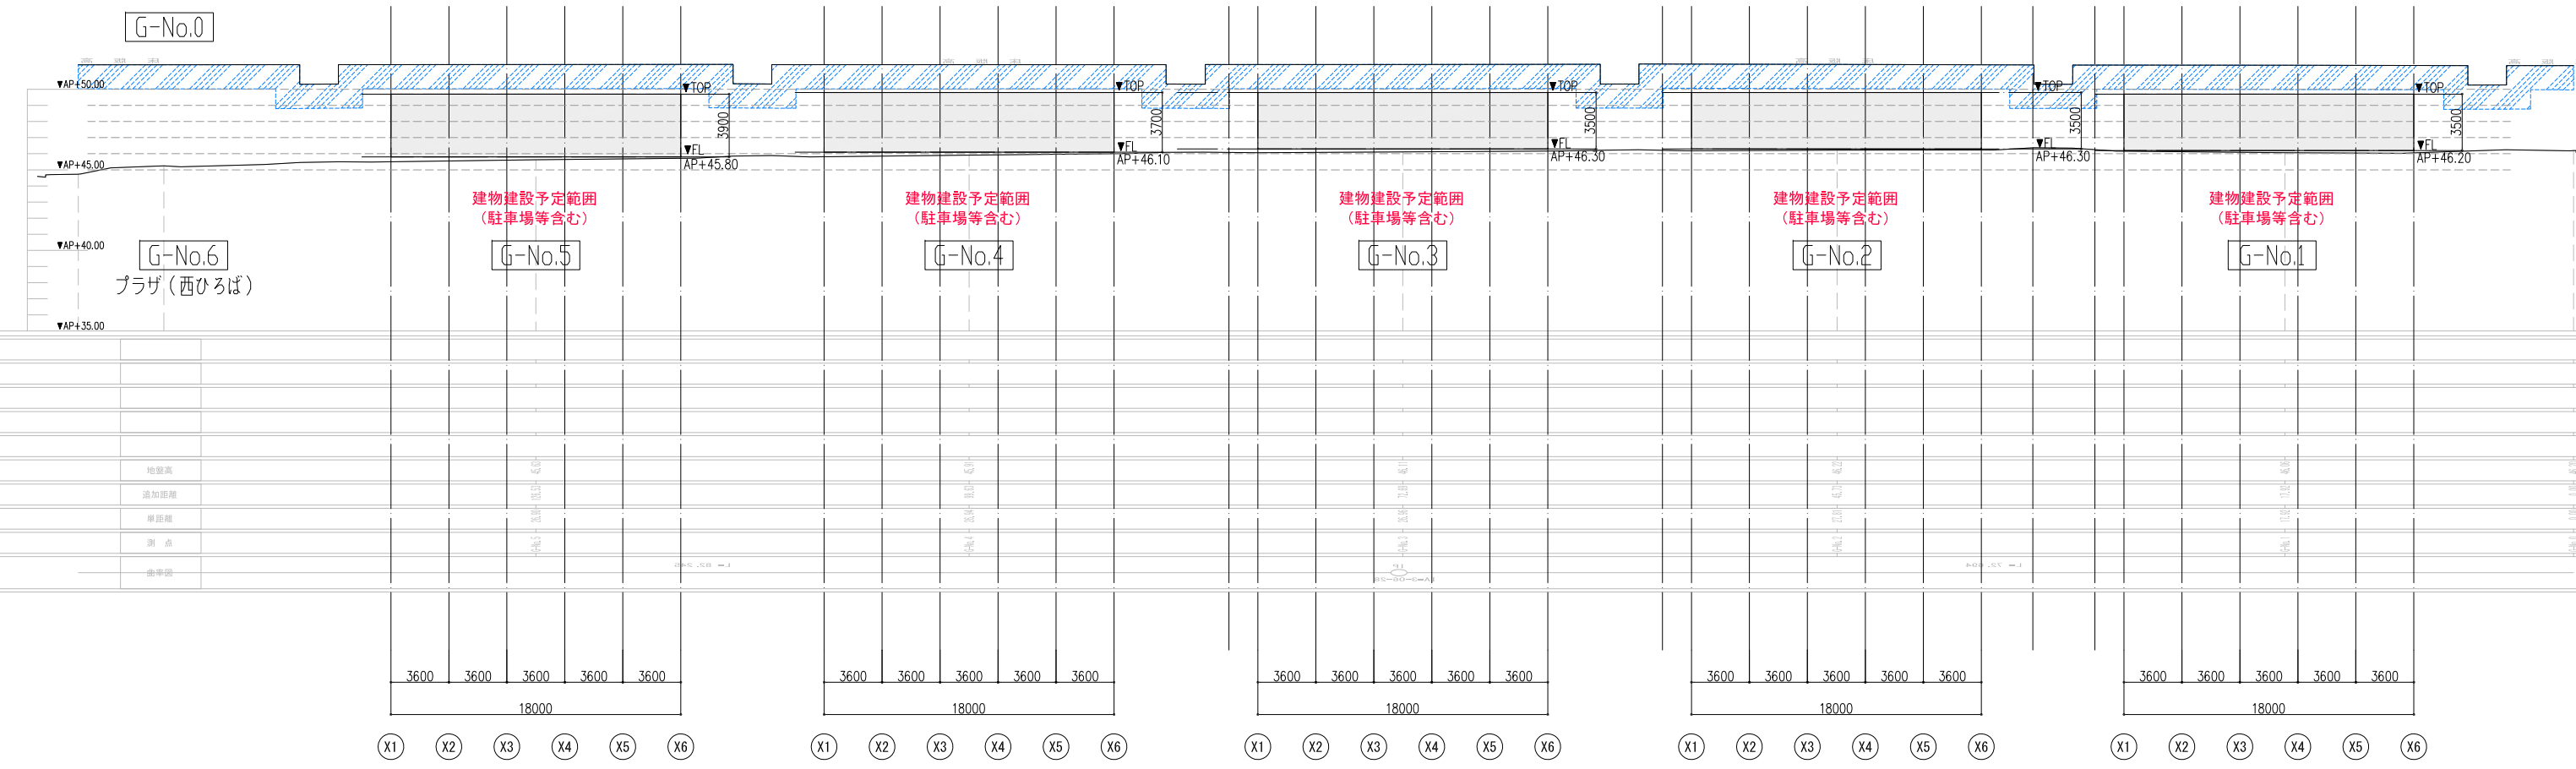 G-No.0
▼AP+50.00
▼TOP
▼TOP
▼TOP
▼TOP
▼TOP
3900
3700
3500
3500
3500
▼FL
AP+45.80
▼FL
AP+46.10
▼FL
AP+46.30
▼FL
AP+46.30
▼FL
AP+46.20
▼AP+45.00
建物建設予定範囲
（駐車場等含む）
建物建設予定範囲
（駐車場等含む）
建物建設予定範囲
（駐車場等含む）
建物建設予定範囲
（駐車場等含む）
建物建設予定範囲
（駐車場等含む）
▼AP+40.00
G-No.6
プラザ（西ひろば）
G-No.5
G-No.4
G-No.3
G-No.2
G-No.1
▼AP+35.00
地盤高
追加距離
単距離
測 点
曲率図
3600 3600 3600 3600 3600
18000
3600 3600 3600 3600 3600
18000
3600 3600 3600 3600 3600
18000
3600 3600 3600 3600 3600
18000
3600 3600 3600 3600 3600
18000
X1 X2 X3 X4 X5 X6
X1 X2 X3 X4 X5 X6
X1 X2 X3 X4 X5 X6
X1 X2 X3 X4 X5 X6
X1 X2 X3 X4 X5 X6